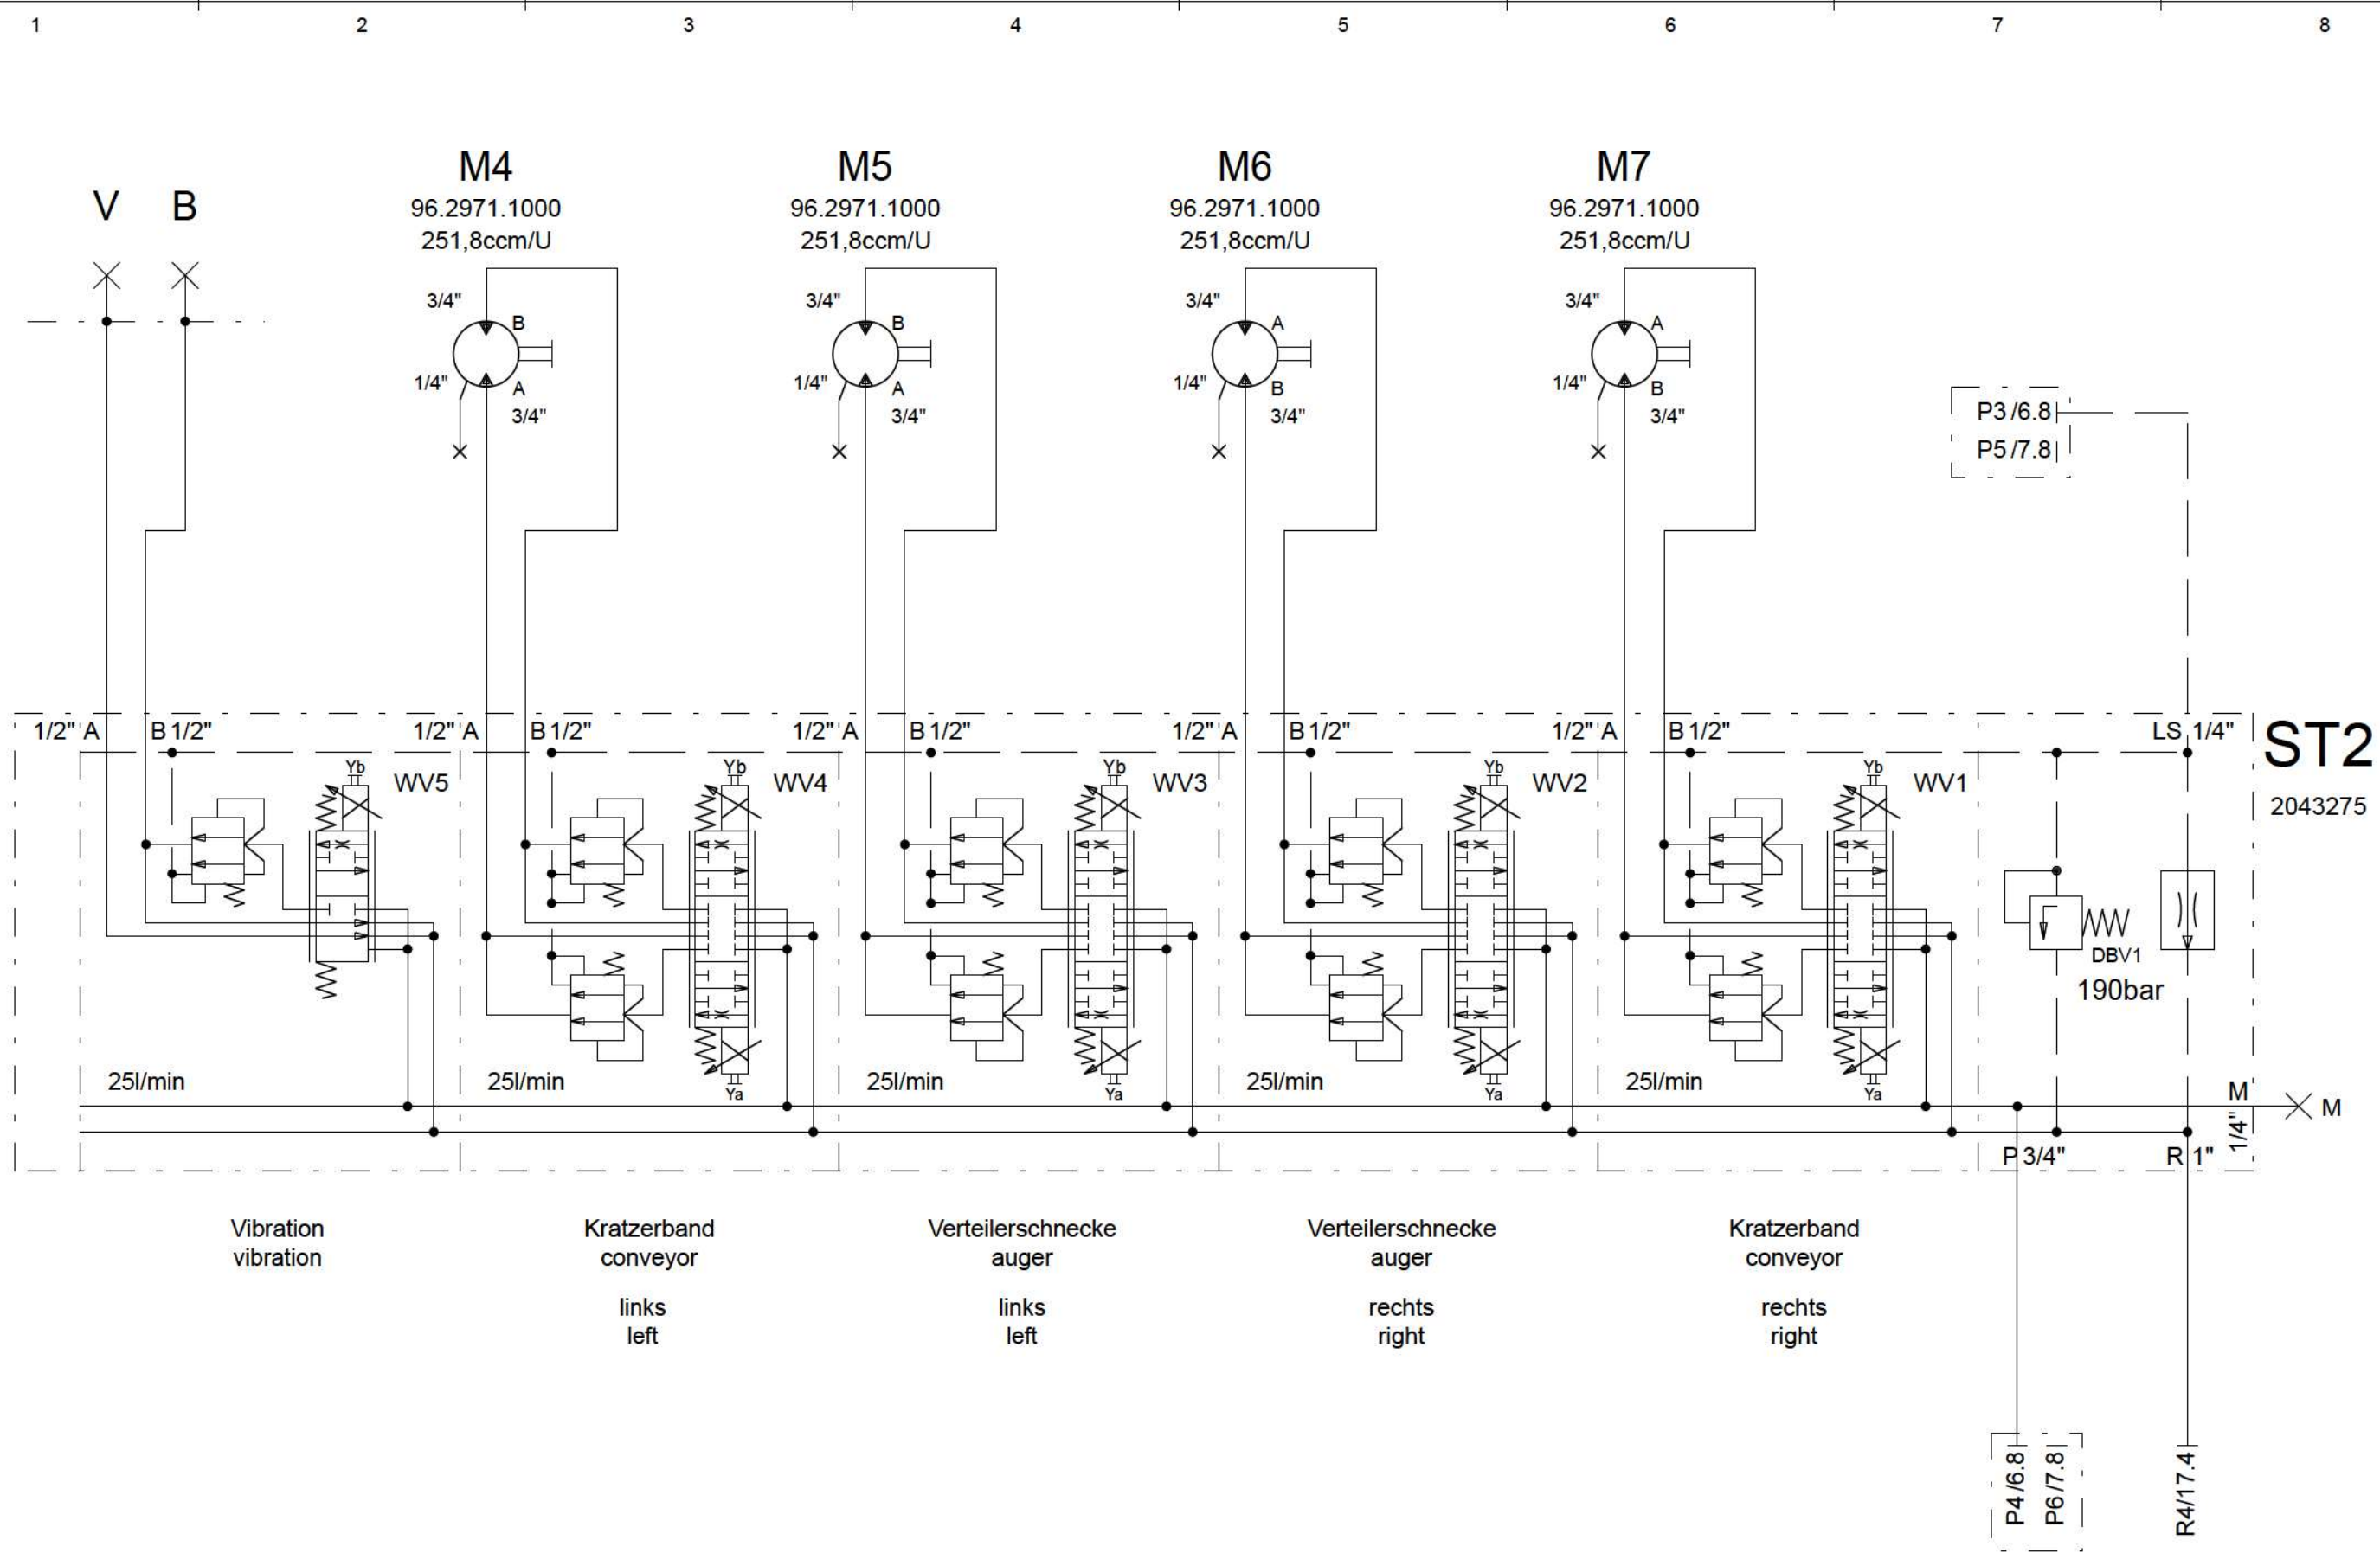 1 2 3 4 5 6 7 8
M4 M5 M6 M7
V B
96.2971.1000 96.2971.1000 96.2971.1000 96.2971.1000
251,8ccm/U 251,8ccm/U 251,8ccm/U 251,8ccm/U
3/4" 3/4" 3/4" 3/4"
B B A A
1/4" 1/4" 1/4" 1/4"
A A B B
3/4" 3/4" 3/4" 3/4"
P3/6.8
P5/7.8
1/2" A B 1/2" 1/2" A B 1/2" 1/2" A B 1/2" 1/2" A B 1/2" 1/2" A B 1/2" LS 1/4"
ST2
Yb Yb Yb Yb Yb
WV5 WV4 WV3 WV2 WV1
2043275
DBV1
190bar
25l/min 25l/min 25l/min 25l/min 25l/min
Ya Ya Ya Ya
M
M
1/4"
P 3/4" R 1"
Vibration Kratzerband Verteilerschnecke Verteilerschnecke Kratzerband
vibration conveyor auger auger conveyor
links links rechts rechts
left left right right
P4/6.8
P6/7.8
R4/17.4